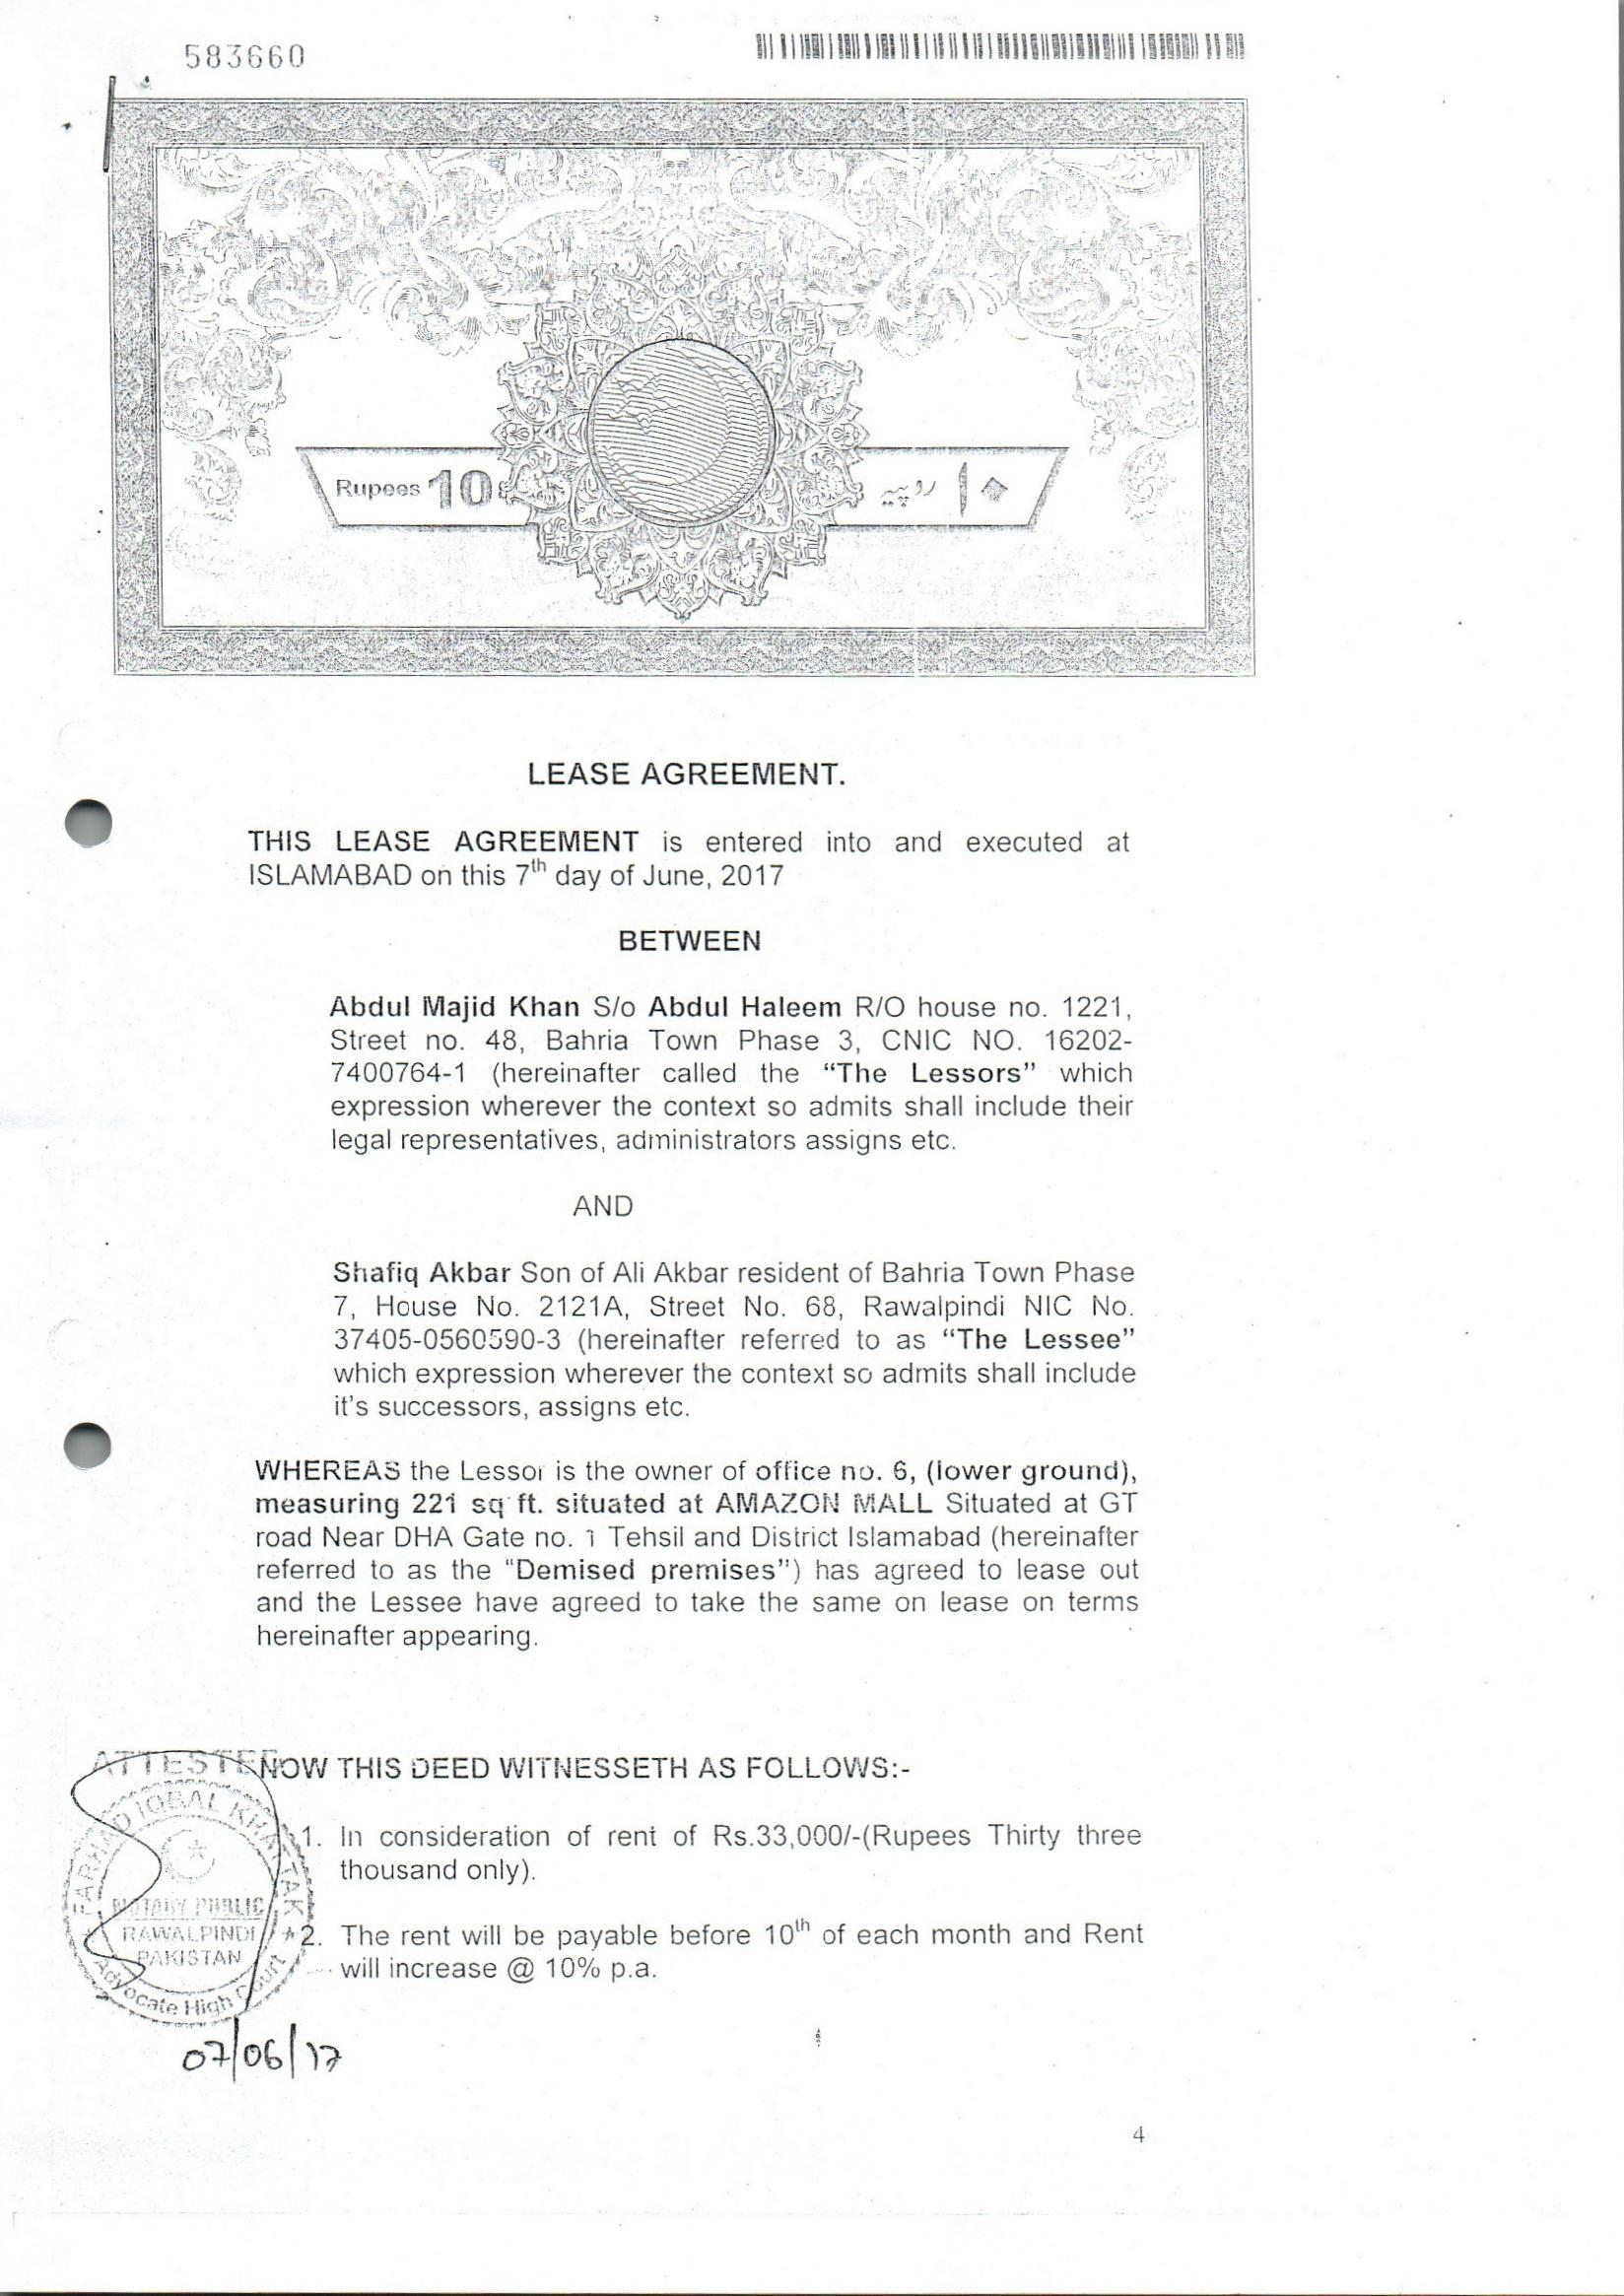 583660
Rupees 10
۱۰ روپیہ
LEASE AGREEMENT.
THIS LEASE AGREEMENT is entered into and executed at
ISLAMABAD on this 7th day of June, 2017
BETWEEN
Abdul Majid Khan S/o Abdul Haleem R/O house no. 1221,
Street no. 48, Bahria Town Phase 3, CNIC NO. 16202-
7400764-1 (hereinafter called the “The Lessors” which
expression wherever the context so admits shall include their
legal representatives, administrators assigns etc.
AND
Shafiq Akbar Son of Ali Akbar resident of Bahria Town Phase
7, House No. 2121A, Street No. 68, Rawalpindi NIC No.
37405-0560590-3 (hereinafter referred to as “The Lessee”
which expression wherever the context so admits shall include
it’s successors, assigns etc.
WHEREAS the Lessor is the owner of office no. 6, (lower ground),
measuring 221 sq ft. situated at AMAZON MALL Situated at GT
road Near DHA Gate no. 1 Tehsil and District Islamabad (hereinafter
referred to as the “Demised premises”) has agreed to lease out
and the Lessee have agreed to take the same on lease on terms
hereinafter appearing.
NOW THIS DEED WITNESSETH AS FOLLOWS:-
1. In consideration of rent of Rs.33,000/-(Rupees Thirty three
thousand only).
2. The rent will be payable before 10th of each month and Rent
will increase @ 10% p.a.
ATTESTED
FARHAD IQBAL KHATTAK
NOTARY PUBLIC
RAWALPINDI
PAKISTAN
Advocate High Court
07/06/17
4